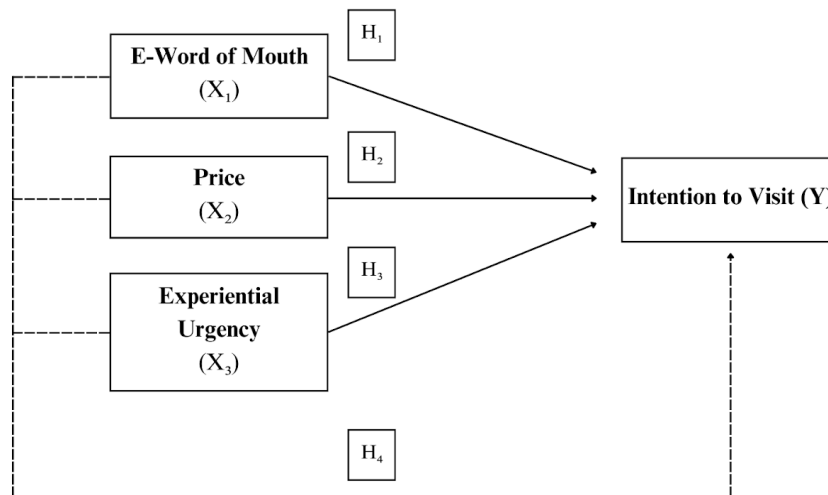 H₁
E-Word of Mouth
(X₁)
H₂
Price
(X₂)
Intention to Visit (Y)
H₃
Experiential
Urgency
(X₃)
H₄